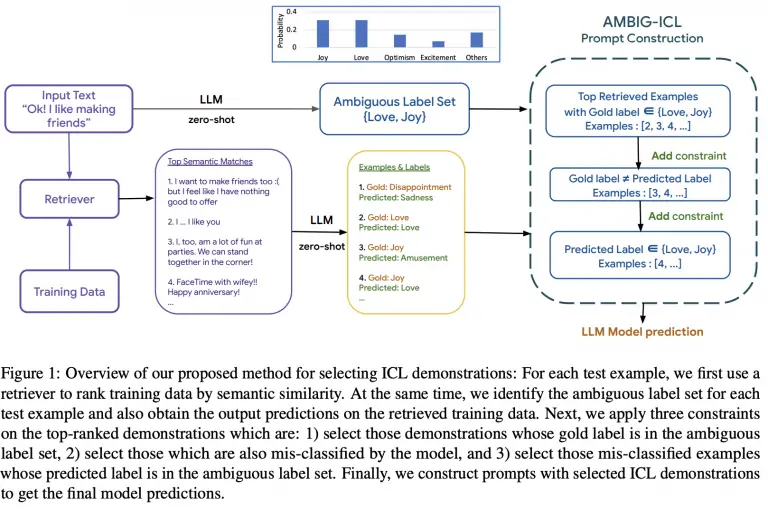 0.4
0.2
0
Probability
Joy Love Optimism Excitement Others
AMBIG-ICL
Prompt Construction
Input Text
“Ok! I like making
friends”
LLM
zero-shot
Ambiguous Label Set
{Love, Joy}
Top Retrieved Examples
with Gold label ∈ {Love, Joy}
Examples : [2, 3, 4, ...]
Add constraint
Gold label ≠ Predicted Label
Examples : [3, 4, ...]
Add constraint
Predicted Label ∈ {Love, Joy}
Examples : [4, ...]
LLM Model prediction
Retriever
Training Data
Top Semantic Matches
1. I want to make friends too :(
but I feel like I have nothing
good to offer
2. I ... I like you
3. I, too, am a lot of fun at
parties. We can stand
together in the corner!
4. FaceTime with wifey!!
Happy anniversary!
...
LLM
zero-shot
Examples & Labels
1. Gold: Disappointment
Predicted: Sadness
2. Gold: Love
Predicted: Love
3. Gold: Joy
Predicted: Amusement
4. Gold: Joy
Predicted: Love
...
Figure 1: Overview of our proposed method for selecting ICL demonstrations: For each test example, we first use a
retriever to rank training data by semantic similarity. At the same time, we identify the ambiguous label set for each
test example and also obtain the output predictions on the retrieved training data. Next, we apply three constraints
on the top-ranked demonstrations which are: 1) select those demonstrations whose gold label is in the ambiguous
label set, 2) select those which are also mis-classified by the model, and 3) select those mis-classified examples
whose predicted label is in the ambiguous label set. Finally, we construct prompts with selected ICL demonstrations
to get the final model predictions.